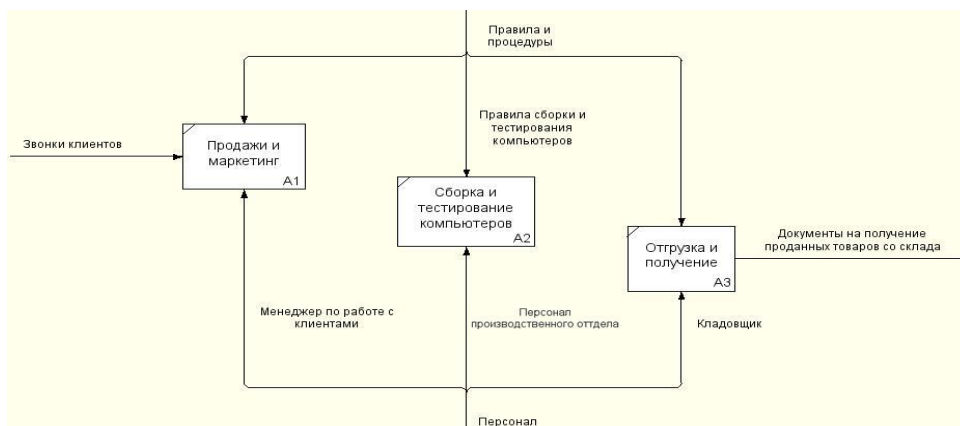 Правила и
процедуры
Правила сборки и
тестирования
компьютеров
Звонки клиентов
Продажи и
маркетинг
A1
Сборка и
тестирование
компьютеров
A2
Документы на получение
проданных товаров со склада
Отгрузка и
получение
A3
Менеджер по работе с
клиентами
Персонал
производственного оттдела
Кладовщик
Персонал